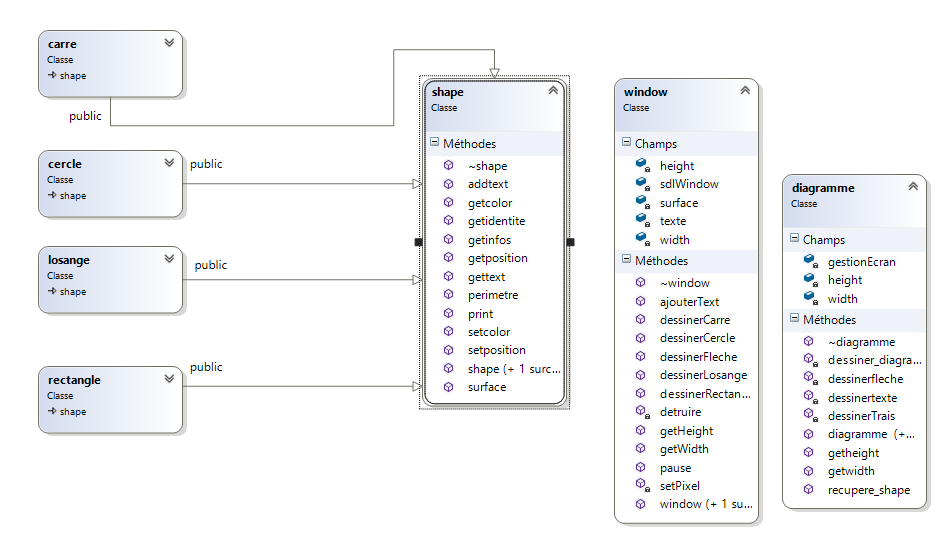 carre
Classe
shape
public
cercle
Classe
shape
public
losange
Classe
shape
public
rectangle
Classe
shape
public
shape
Classe
Méthodes
~shape
addtext
getcolor
getidentite
getinfos
getposition
gettext
perimetre
print
setcolor
setposition
shape (+ 1 surc...
surface
window
Classe
Champs
height
sdlWindow
surface
texte
width
Méthodes
~window
ajouterText
dessinerCarre
dessinerCercle
dessinerFleche
dessinerLosange
dessinerRectan...
detruire
getHeight
getWidth
pause
setPixel
window (+ 1 su...
diagramme
Classe
Champs
gestionEcran
height
width
Méthodes
~diagramme
dessiner_diagra...
dessinerfleche
dessinertexte
dessinerTrais
diagramme (+...
getheight
getwidth
recupere_shape